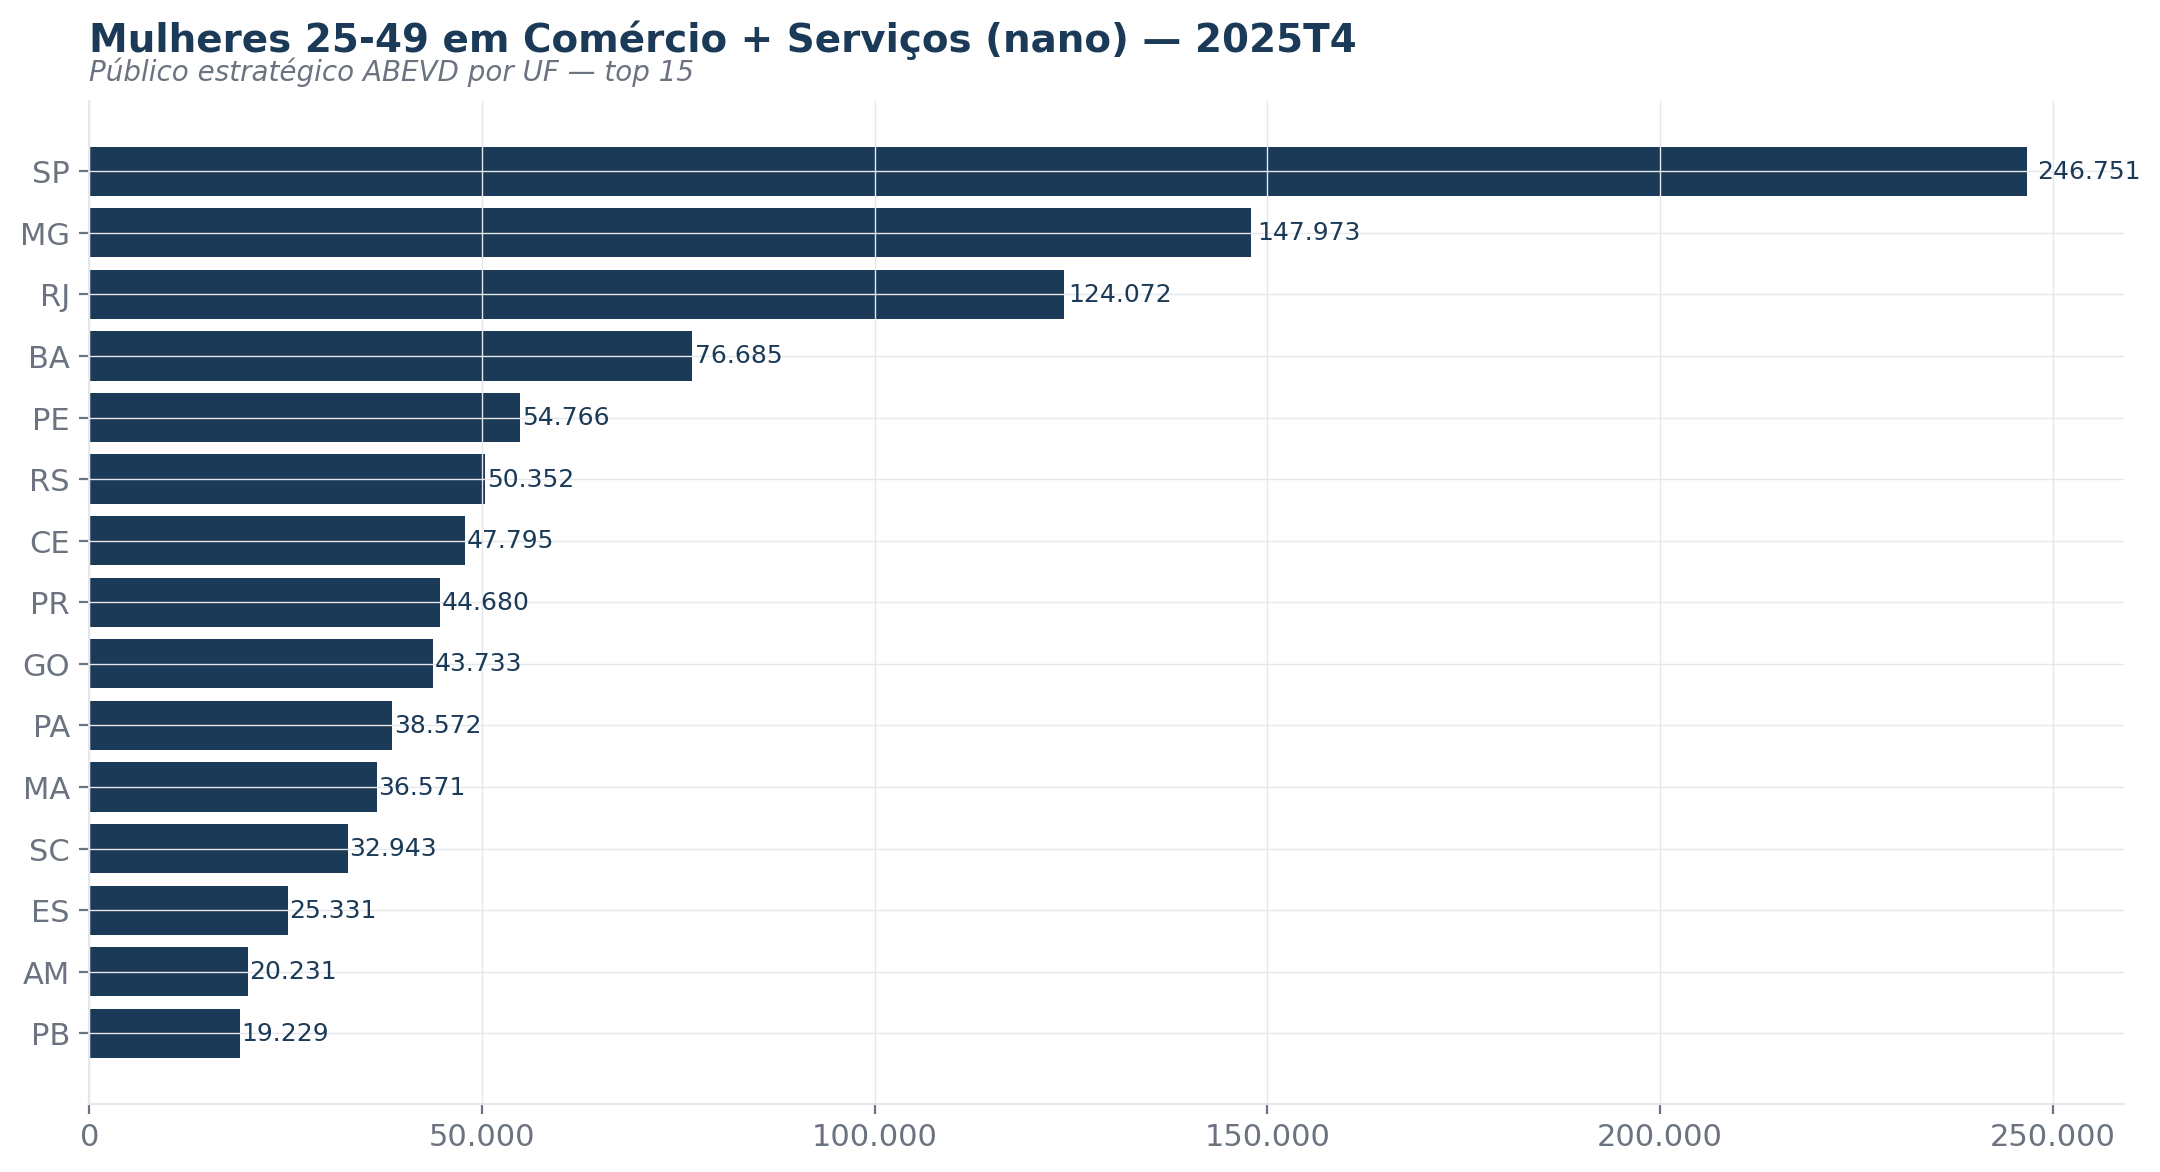 Mulheres 25-49 em Comércio + Serviços (nano) — 2025T4
Público estratégico ABEVD por UF — top 15
SP 246.751
MG 147.973
RJ 124.072
BA 76.685
PE 54.766
RS 50.352
CE 47.795
PR 44.680
GO 43.733
PA 38.572
MA 36.571
SC 32.943
ES 25.331
AM 20.231
PB 19.229
0 50.000 100.000 150.000 200.000 250.000